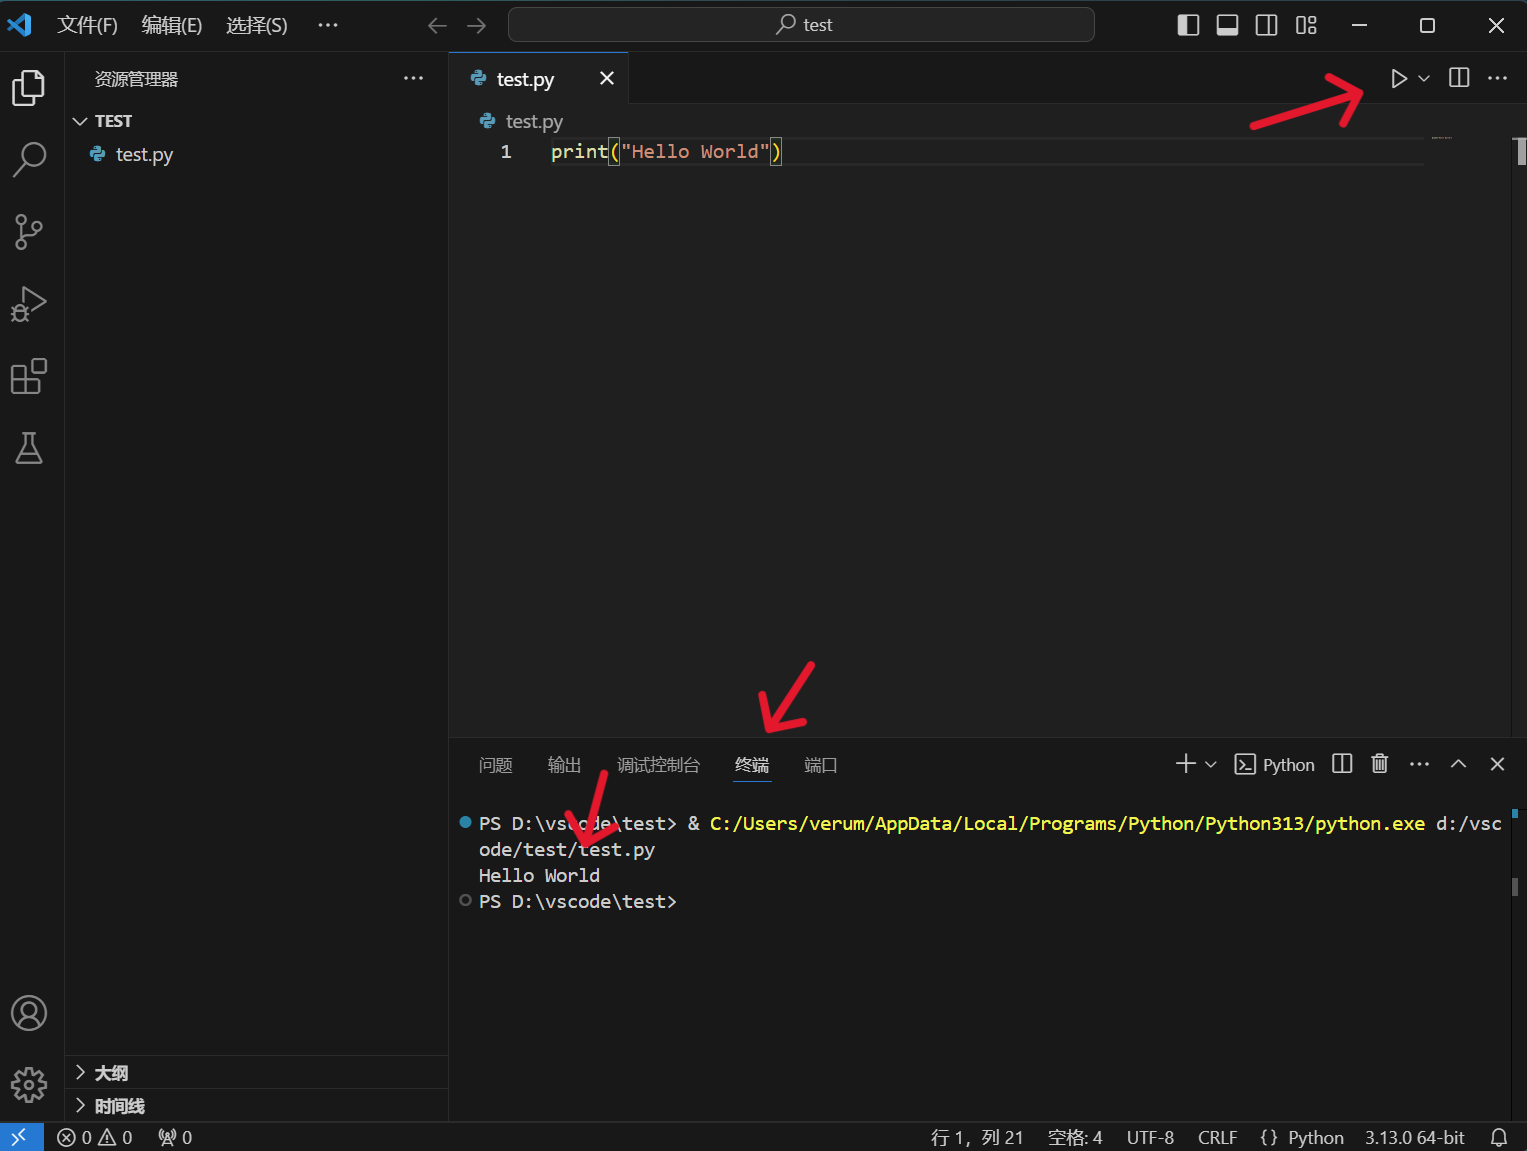 文件(F) 编辑(E) 选择(S) ··· test
资源管理器 ···
TEST
test.py
test.py
test.py
1 print("Hello World")
问题 输出 调试控制台 终端 端口 Python
PS D:\vscode\test> & C:/Users/verum/AppData/Local/Programs/Python/Python313/python.exe d:/vsc
ode/test/test.py
Hello World
PS D:\vscode\test>
大纲
时间线
0 0 0 行 1，列 21 空格: 4 UTF-8 CRLF {} Python 3.13.0 64-bit